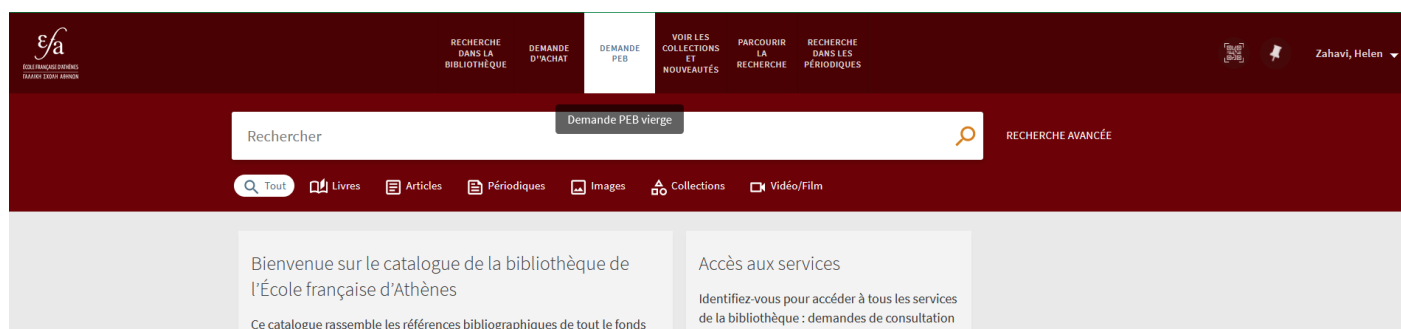 εfa
ÉCOLE FRANÇAISE D'ATHÈNES
ΓΑΛΛΙΚΗ ΣΧΟΛΗ ΑΘΗΝΩΝ
RECHERCHE
DANS LA
BIBLIOTHÈQUE
DEMANDE
D''ACHAT
DEMANDE
PEB
VOIR LES
COLLECTIONS
ET
NOUVEAUTÉS
PARCOURIR
LA
RECHERCHE
RECHERCHE
DANS LES
PÉRIODIQUES
Zahavi, Helen
Demande PEB vierge
Rechercher
RECHERCHE AVANCÉE
Tout
Livres
Articles
Périodiques
Images
Collections
Vidéo/Film
Bienvenue sur le catalogue de la bibliothèque de
l'École française d'Athènes
Ce catalogue rassemble les références bibliographiques de tout le fonds
Accès aux services
Identifiez-vous pour accéder à tous les services
de la bibliothèque : demandes de consultation